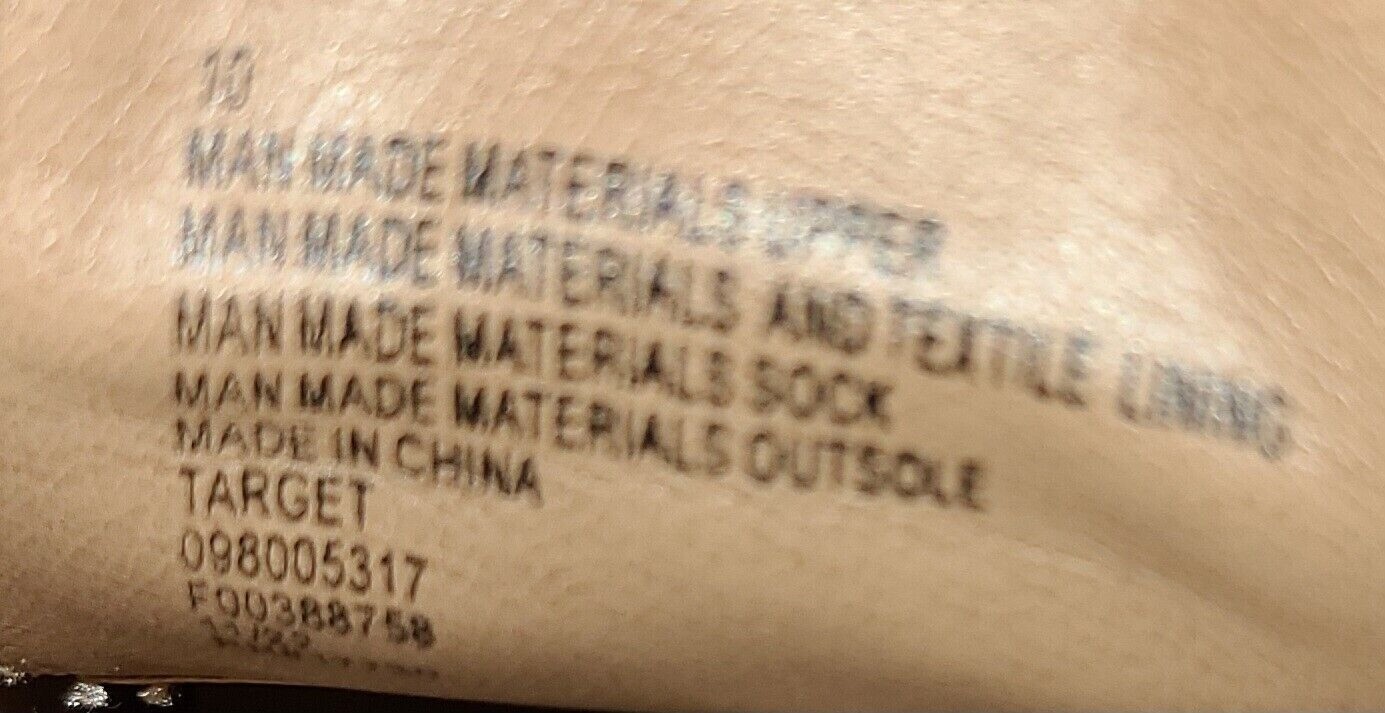 10
MAN MADE MATERIALS UPPER
MAN MADE MATERIALS AND TEXTILE LINING
MAN MADE MATERIALS SOCK
MAN MADE MATERIALS OUTSOLE
MADE IN CHINA
TARGET
098005317
F00388758